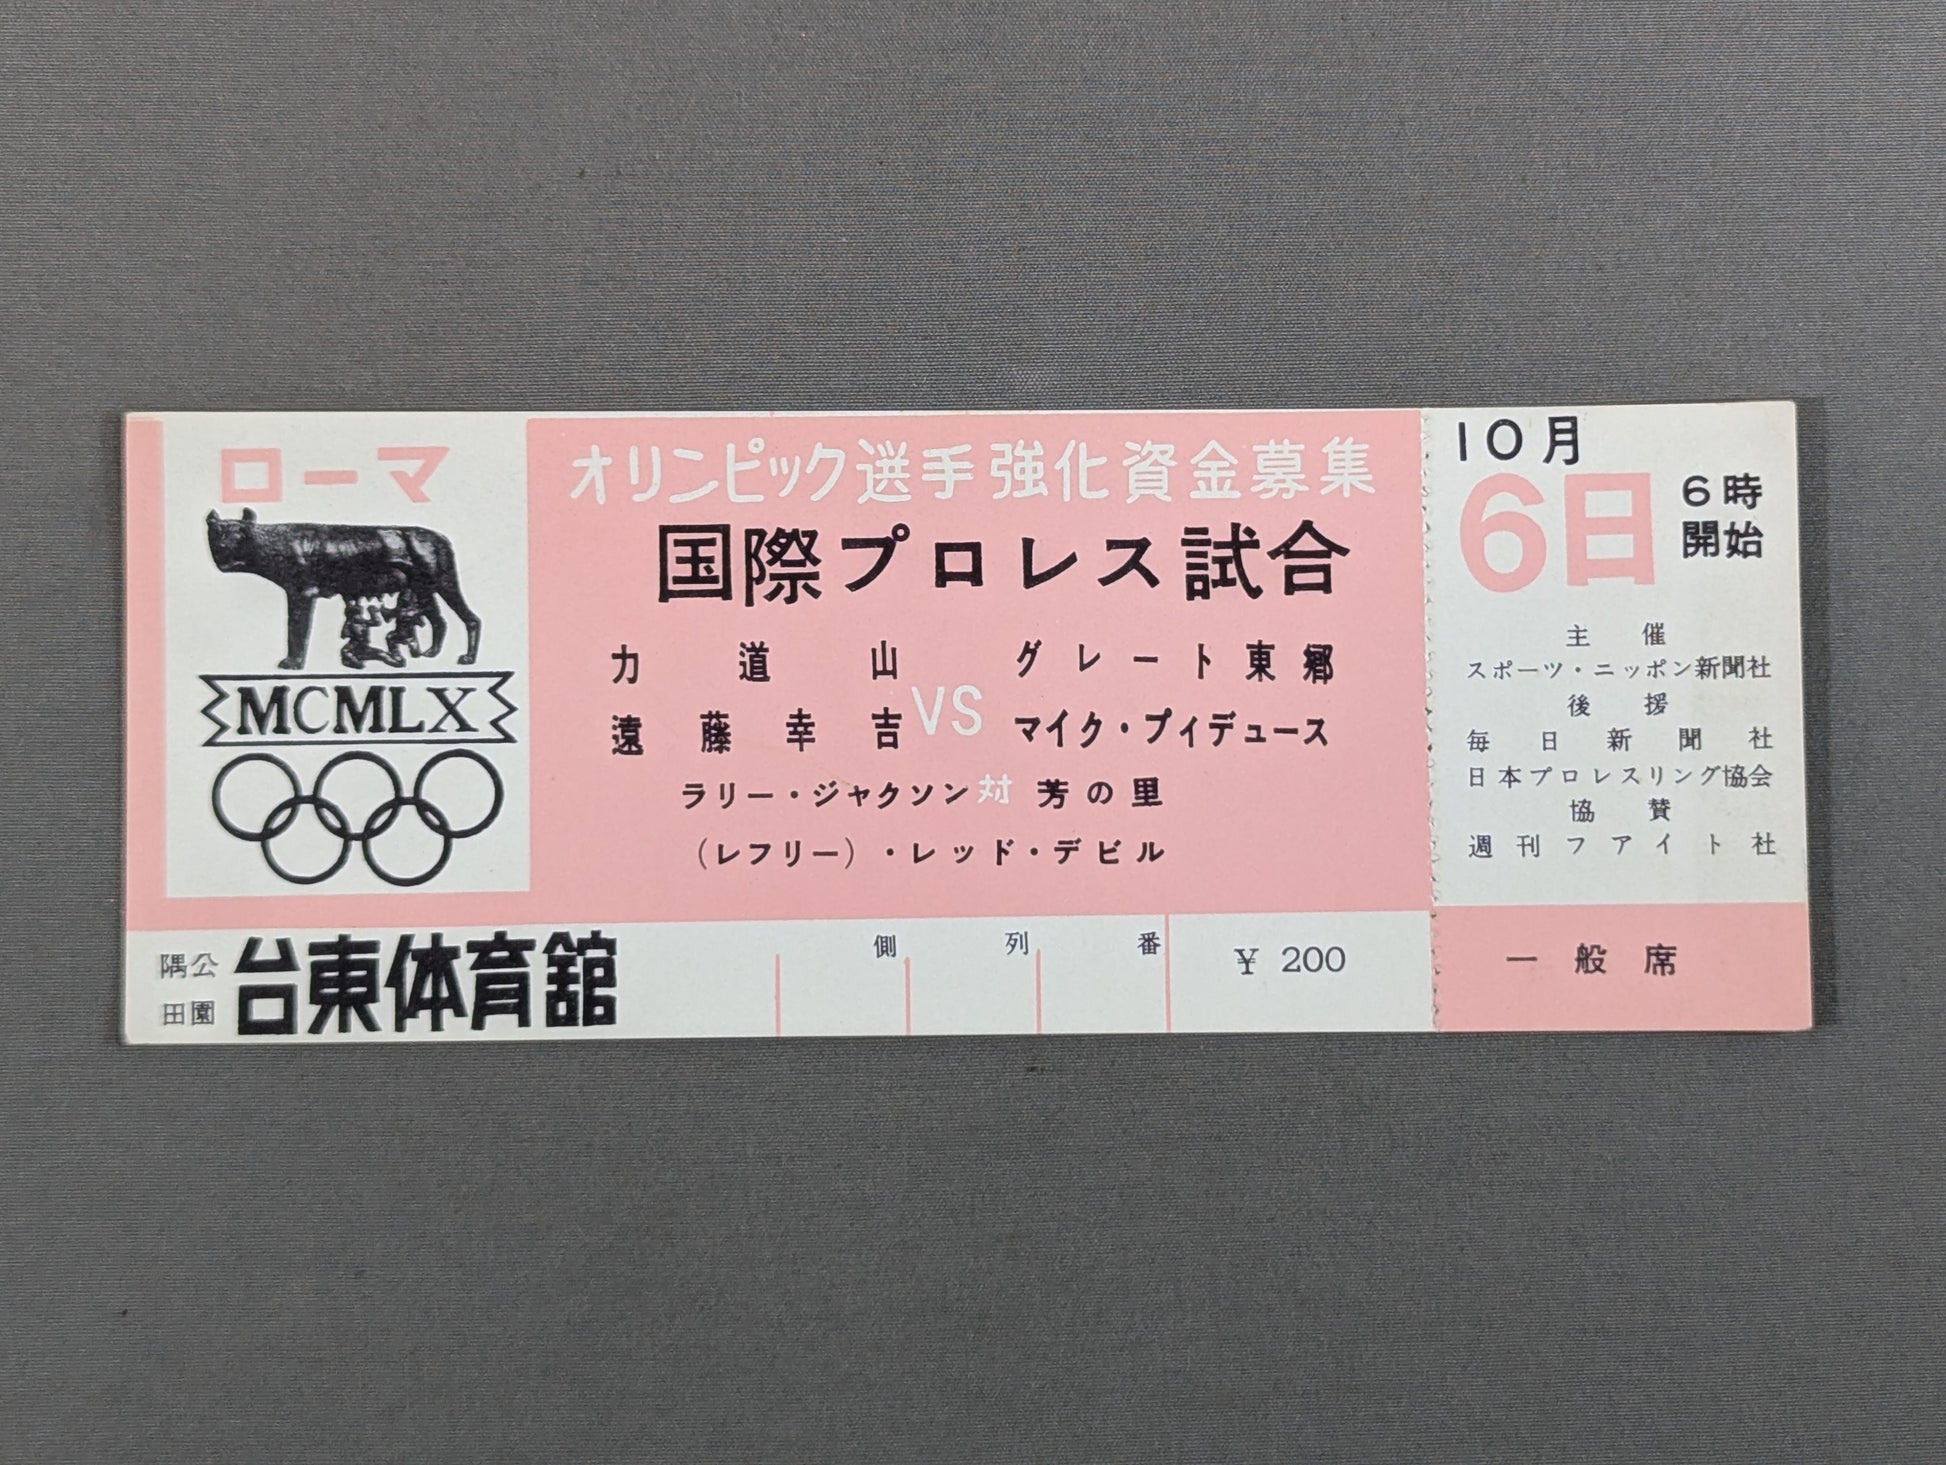 ローマ
MCMLX
オリンピック選手強化資金募集
国際プロレス試合
力道山 グレート東郷
VS
遠藤幸吉 マイク・プィデュース
ラリー・ジャクソン対 芳の里
(レフリー)・レッド・デビル
隅田公園 台東体育館
側 列 番
¥ 200
10月
6日
6時
開始
主催
スポーツ・ニッポン新聞社
後援
毎日新聞社
日本プロレスリング協会
協賛
週刊フアイト社
一般席